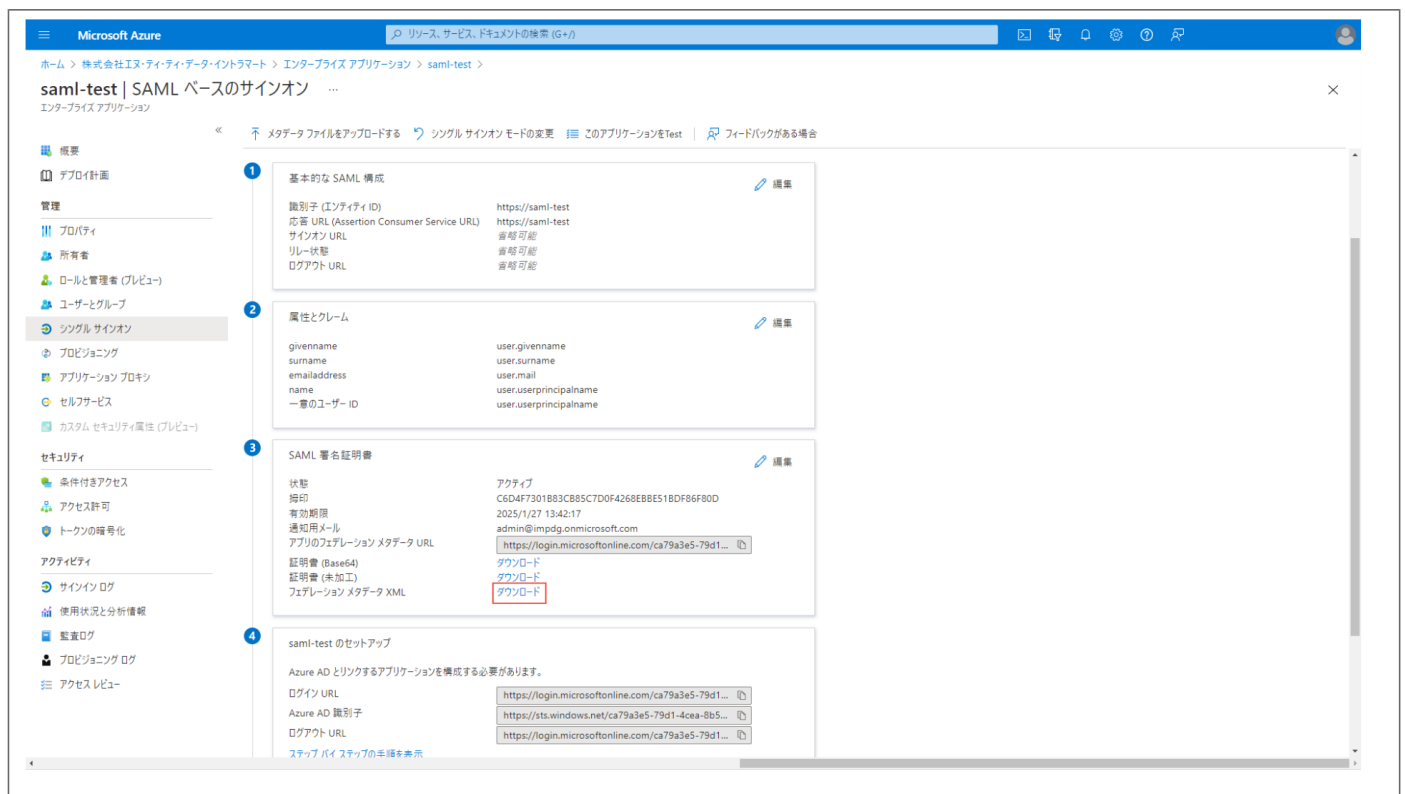 Microsoft Azure
リソース、サービス、ドキュメントの検索 (G+/)
ホーム > 株式会社エヌ・ティ・ティ・データ・イントラマート > エンタープライズ アプリケーション > saml-test >
saml-test | SAML ベースのサインオン …
エンタープライズ アプリケーション
«
メタデータ ファイルをアップロードする シングル サインオン モードの変更 このアプリケーションをTest フィードバックがある場合
概要
デプロイ計画
管理
プロパティ
所有者
ロールと管理者 (プレビュー)
ユーザーとグループ
シングル サインオン
プロビジョニング
アプリケーション プロキシ
セルフサービス
カスタム セキュリティ属性 (プレビュー)
セキュリティ
条件付きアクセス
アクセス許可
トークンの暗号化
アクティビティ
サインイン ログ
使用状況と分析情報
監査ログ
プロビジョニング ログ
アクセス レビュー
1
基本的な SAML 構成
編集
識別子 (エンティティ ID) https://saml-test
応答 URL (Assertion Consumer Service URL) https://saml-test
サインオン URL 省略可能
リレー状態 省略可能
ログアウト URL 省略可能
2
属性とクレーム
編集
givenname user.givenname
surname user.surname
emailaddress user.mail
name user.userprincipalname
一意のユーザー ID user.userprincipalname
3
SAML 署名証明書
編集
状態 アクティブ
拇印 C6D4F7301B83CB85C7D0F4268EBBE51BDF86F80D
有効期限 2025/1/27 13:42:17
通知用メール admin@impdg.onmicrosoft.com
アプリのフェデレーション メタデータ URL https://login.microsoftonline.com/ca79a3e5-79d1...
証明書 (Base64) ダウンロード
証明書 (未加工) ダウンロード
フェデレーション メタデータ XML ダウンロード
4
saml-test のセットアップ
Azure AD とリンクするアプリケーションを構成する必要があります。
ログイン URL https://login.microsoftonline.com/ca79a3e5-79d1...
Azure AD 識別子 https://sts.windows.net/ca79a3e5-79d1-4cea-8b5...
ログアウト URL https://login.microsoftonline.com/ca79a3e5-79d1...
ステップ バイ ステップの手順を表示